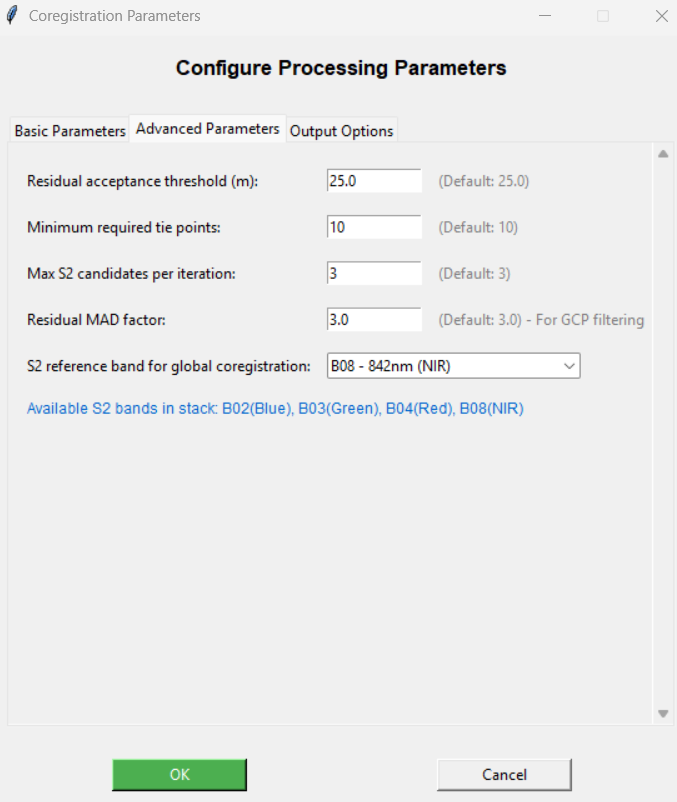 Coregistration Parameters
Configure Processing Parameters
Basic Parameters Advanced Parameters Output Options
Residual acceptance threshold (m): 25.0 (Default: 25.0)
Minimum required tie points: 10 (Default: 10)
Max S2 candidates per iteration: 3 (Default: 3)
Residual MAD factor: 3.0 (Default: 3.0) - For GCP filtering
S2 reference band for global coregistration: B08 - 842nm (NIR)
Available S2 bands in stack: B02(Blue), B03(Green), B04(Red), B08(NIR)
OK Cancel